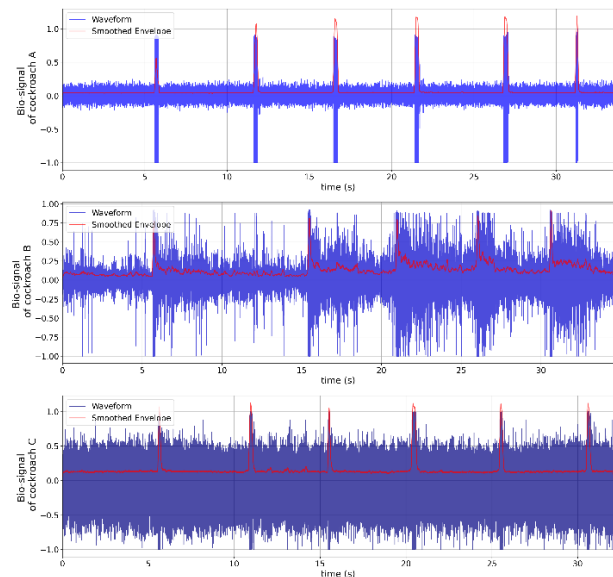 Bio-signal
of cockroach A
Waveform
Smoothed Envelope
1.0
0.5
0.0
−0.5
−1.0
0 5 10 15 20 25 30
time (s)
Bio-signal
of cockroach B
Waveform
Smoothed Envelope
1.00
0.75
0.50
0.25
0.00
−0.25
−0.50
−0.75
−1.00
0 5 10 15 20 26 30
time (s)
Bio-signal
of cockroach C
Waveform
Smoothed Envelope
1.0
0.5
0.0
−0.5
−1.0
0 5 10 15 20 25 30
time (s)